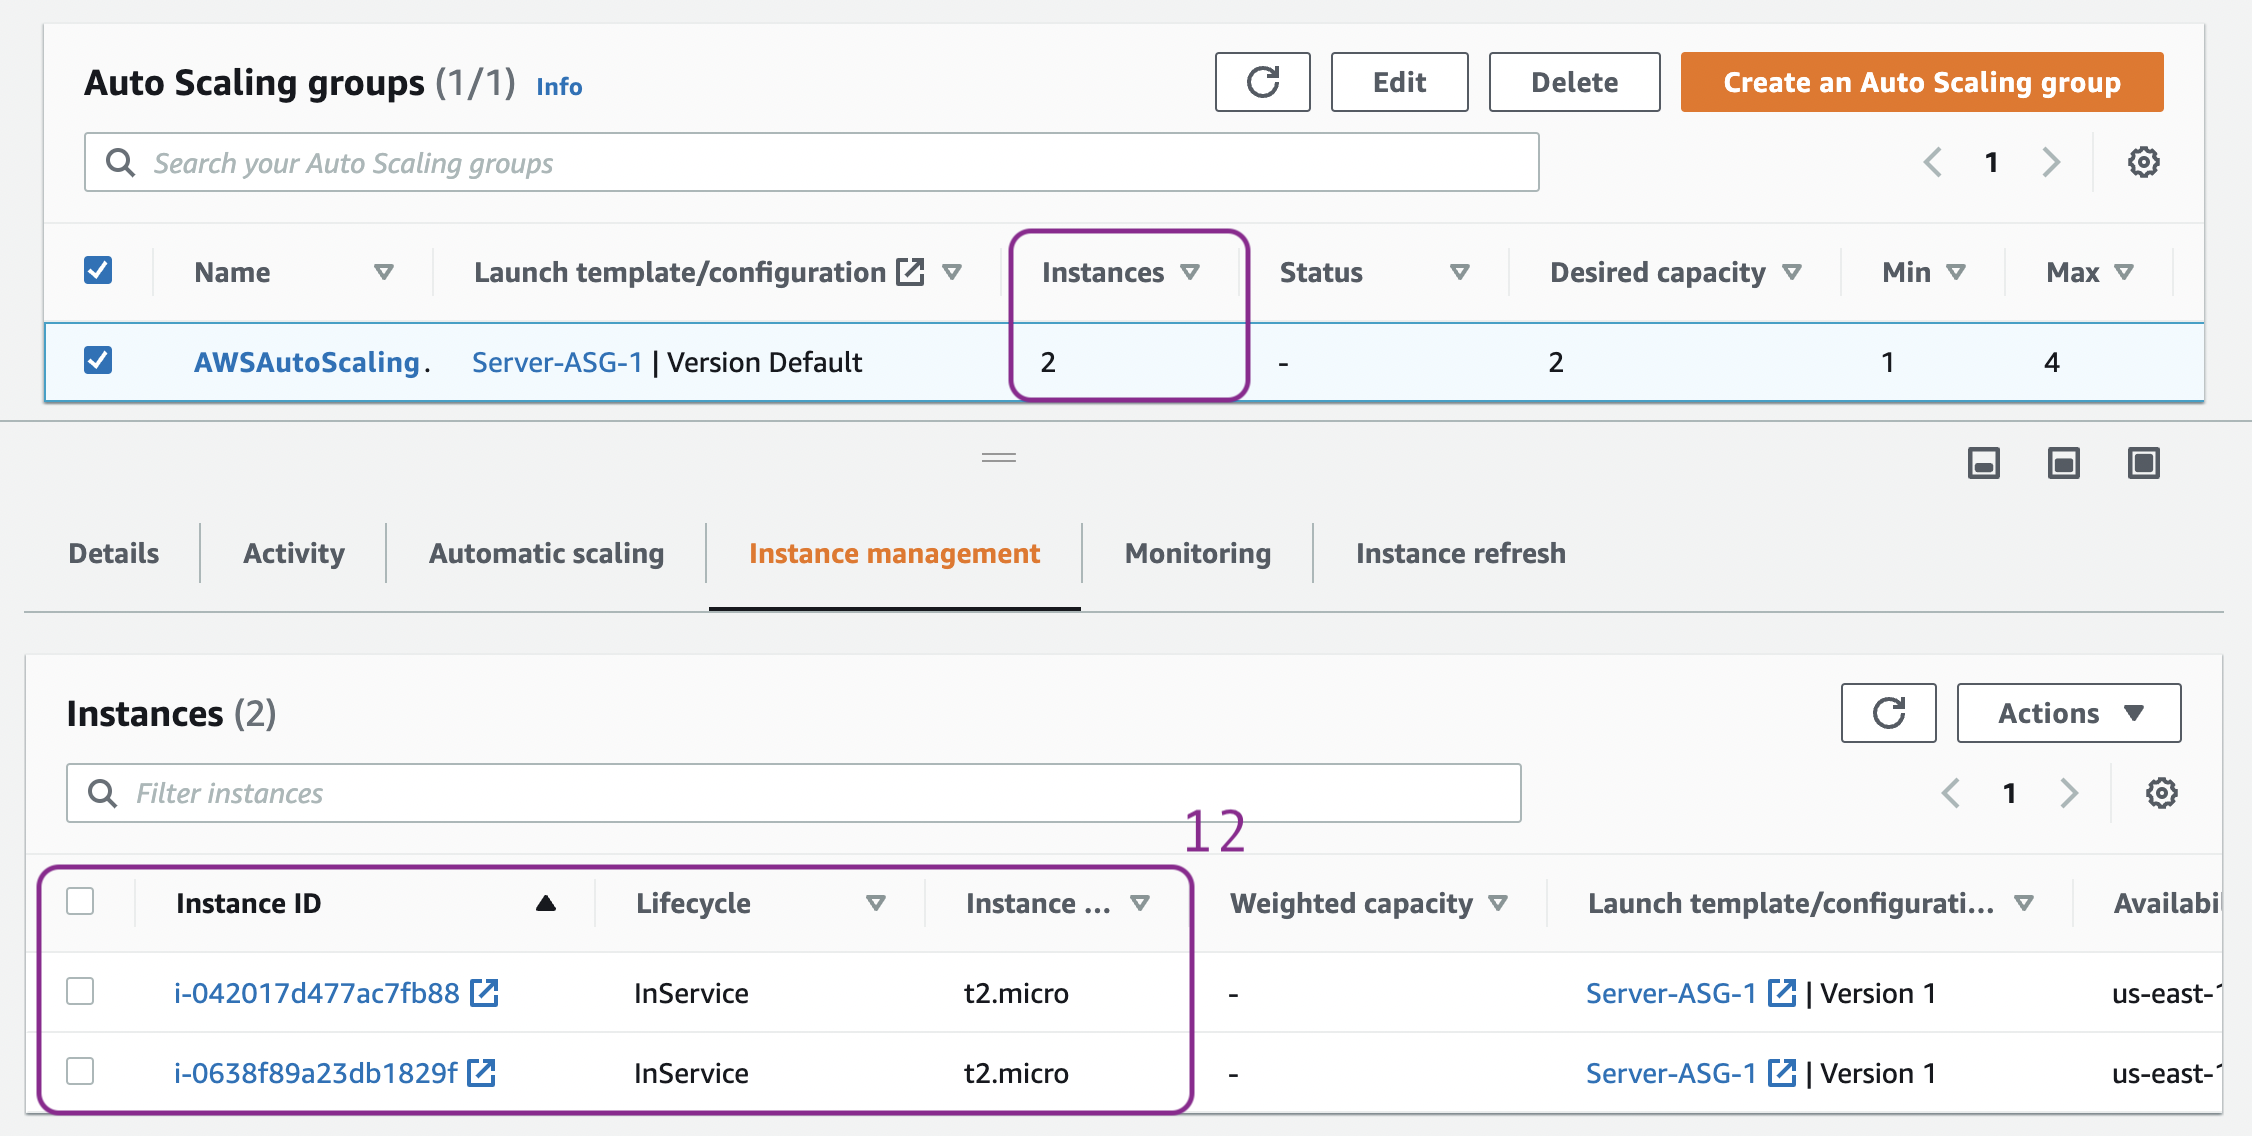 Auto Scaling groups (1/1) Info Edit Delete Create an Auto Scaling group
Search your Auto Scaling groups 1
Name Launch template/configuration Instances Status Desired capacity Min Max
AWSAutoScaling. Server-ASG-1 | Version Default 2 - 2 1 4
Details Activity Automatic scaling Instance management Monitoring Instance refresh
Instances (2) Actions
Filter instances 1
12
Instance ID Lifecycle Instance ... Weighted capacity Launch template/configurati... Availabi
i-042017d477ac7fb88 InService t2.micro - Server-ASG-1 | Version 1 us-east-1
i-0638f89a23db1829f InService t2.micro - Server-ASG-1 | Version 1 us-east-1